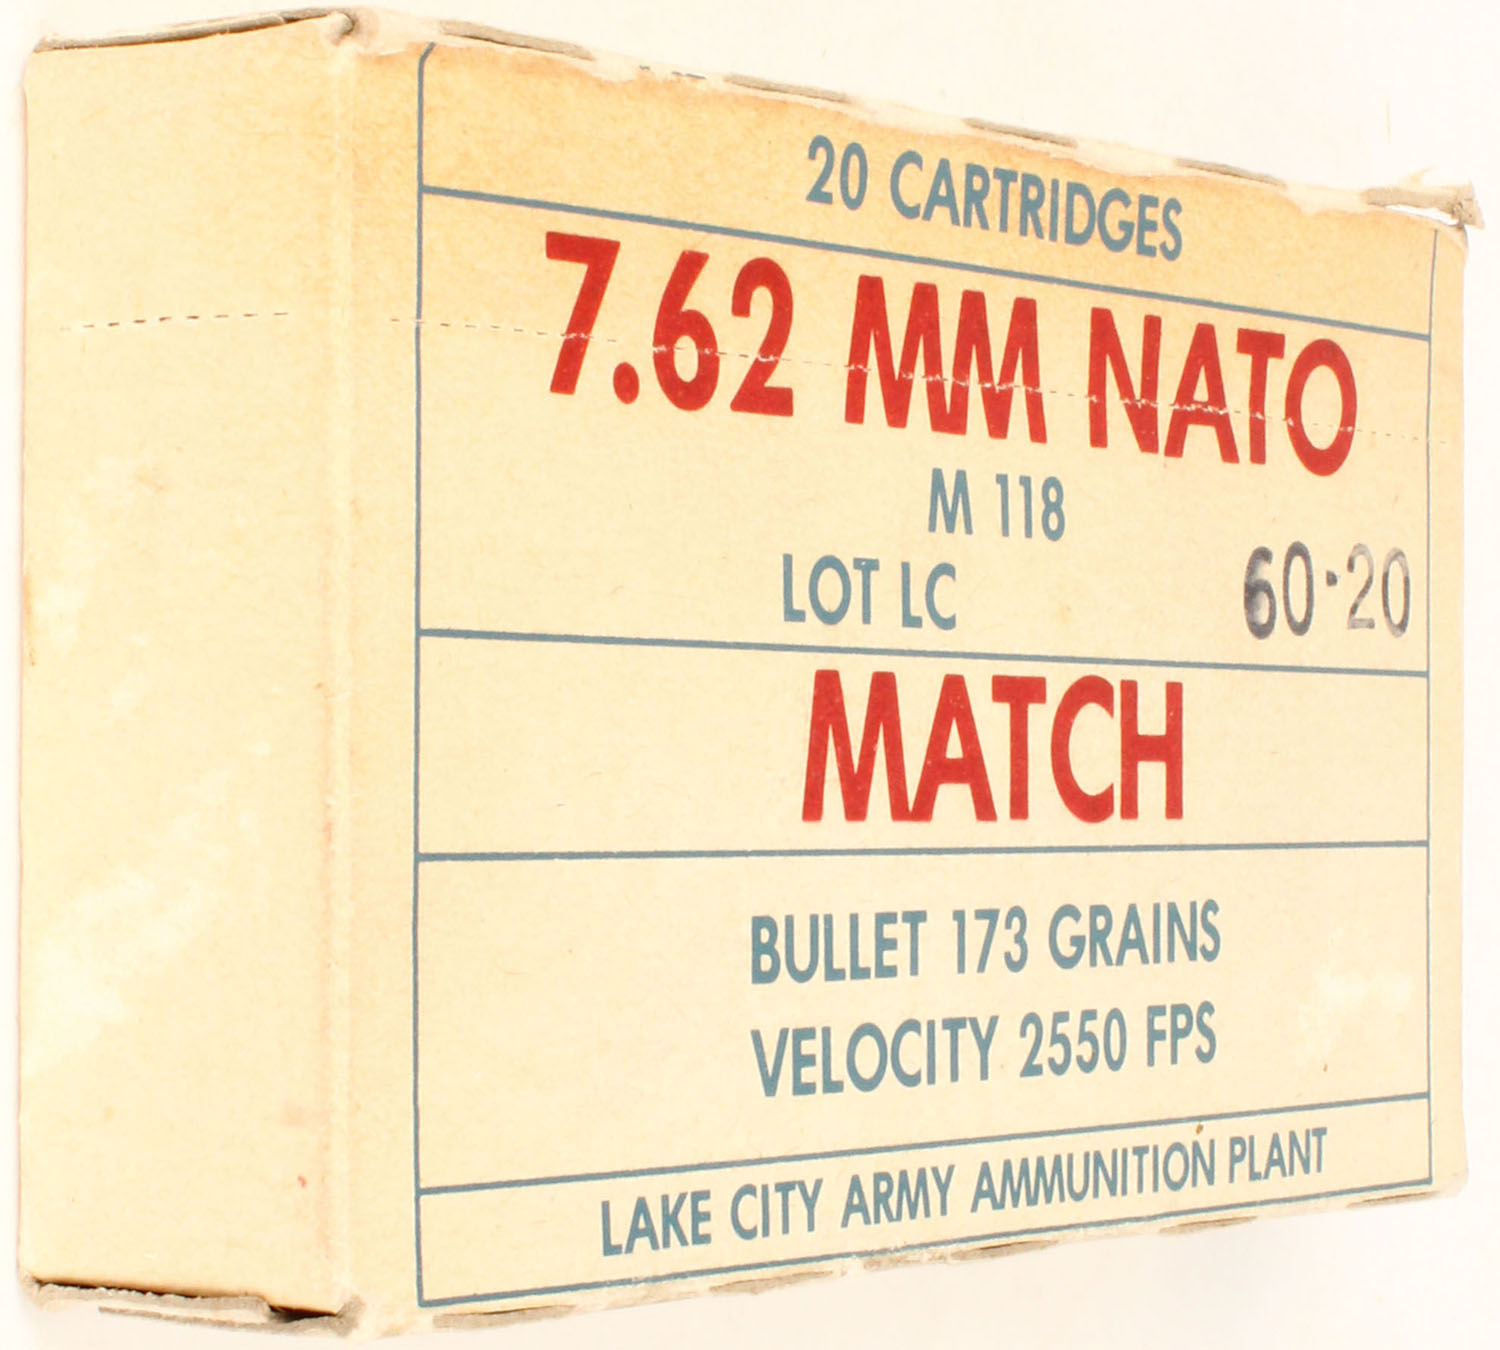 20 CARTRIDGES
7.62 MM NATO
M 118
LOT LC 60-20
MATCH
BULLET 173 GRAINS
VELOCITY 2550 FPS
LAKE CITY ARMY AMMUNITION PLANT